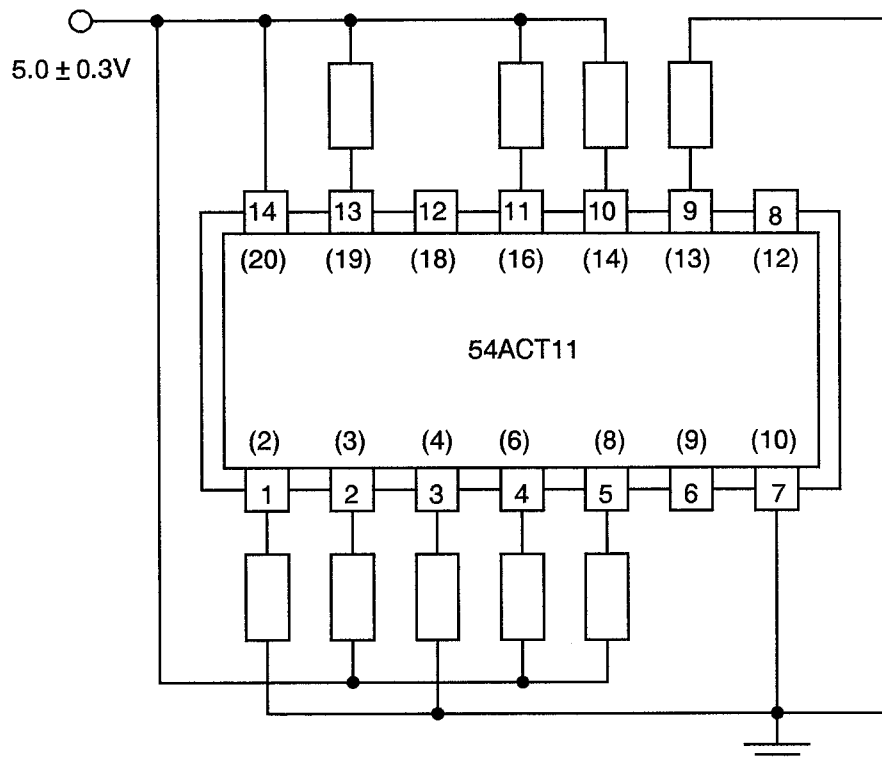 5.0 ± 0.3V
14 13 12 11 10 9 8
(20) (19) (18) (16) (14) (13) (12)
54ACT11
(2) (3) (4) (6) (8) (9) (10)
1 2 3 4 5 6 7